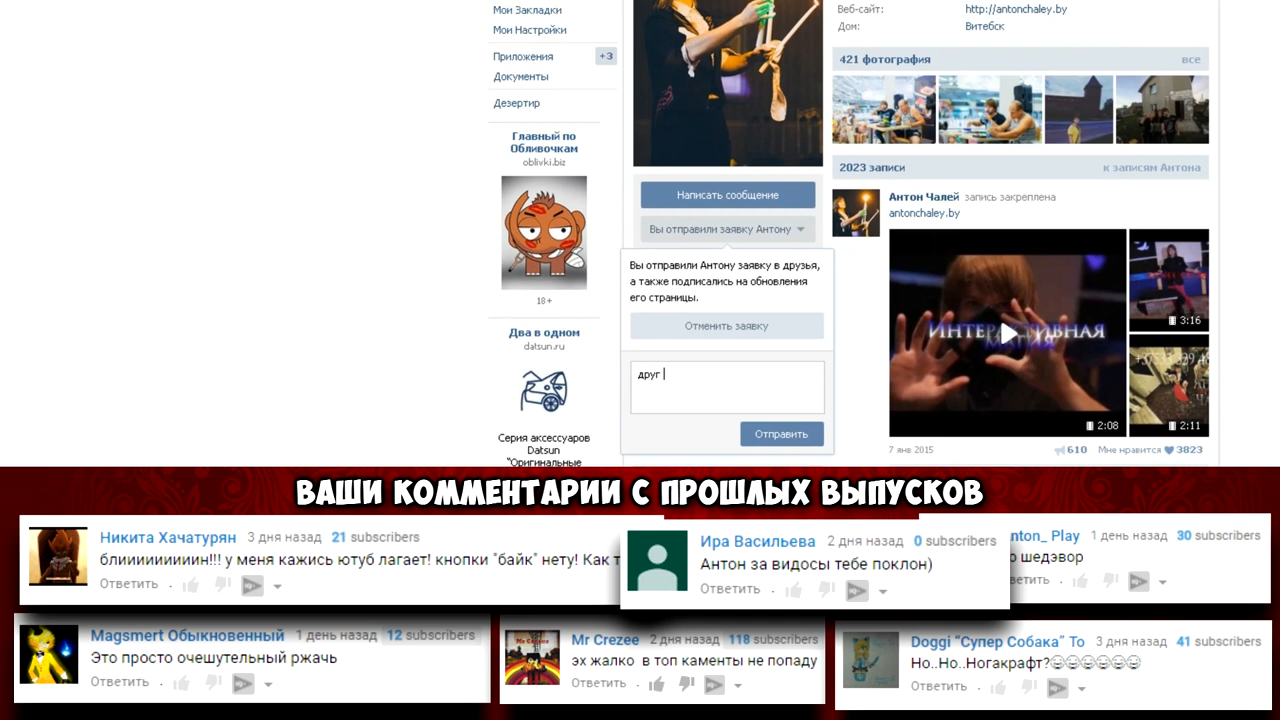 Мои Закладки
Мои Настройки
Приложения +3
Документы
Дезертир
Главный по Обливочкам
oblivki.biz
18+
Два в одном
datsun.ru
Серия аксессуаров
Datsun
"Оригинальные
Написать сообщение
Вы отправили заявку Антону
Вы отправили Антону заявку в друзья,
а также подписались на обновления
его страницы.
Отменить заявку
друг
Отправить
Веб-сайт: http://antonchaley.by
Дом: Витебск
421 фотография все
2023 записи к записям Антона
Антон Чалей запись закреплена
antonchaley.by
ИНТЕРАКТИВНАЯ
МАГИЯ
2:08
3:16
2:11
7 янв 2015 610 Мне нравится 3823
ВАШИ КОММЕНТАРИИ С ПРОШЛЫХ ВЫПУСКОВ
Никита Хачатурян 3 дня назад 21 subscribers
блииииииииин!!! у меня кажись ютуб лагает! кнопки "байк" нету! Как т
Ответить
Ира Васильева 2 дня назад 0 subscribers
Антон за видосы тебе поклон)
Ответить
nton_ Play 1 день назад 30 subscribers
о шедэвор
ветить
Magsmert Обыкновенный 1 день назад 12 subscribers
Это просто очешутельный ржачь
Ответить
Mr Crezee 2 дня назад 118 subscribers
эх жалко в топ каменты не попаду
Ответить
Doggi "Супер Собака" То 3 дня назад 41 subscribers
Но..Но..Ногакрафт?😂😂😂😂😂😂
Ответить